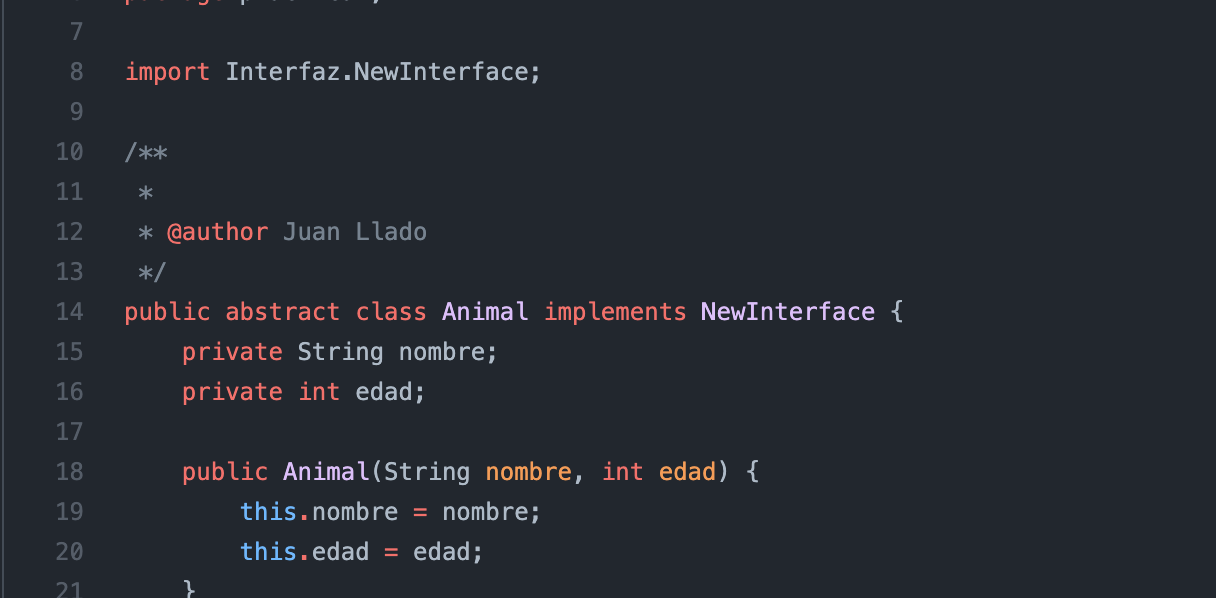 7
8 import Interfaz.NewInterface;
9
10 /**
11 *
12 * @author Juan Llado
13 */
14 public abstract class Animal implements NewInterface {
15 private String nombre;
16 private int edad;
17
18 public Animal(String nombre, int edad) {
19 this.nombre = nombre;
20 this.edad = edad;
21 }